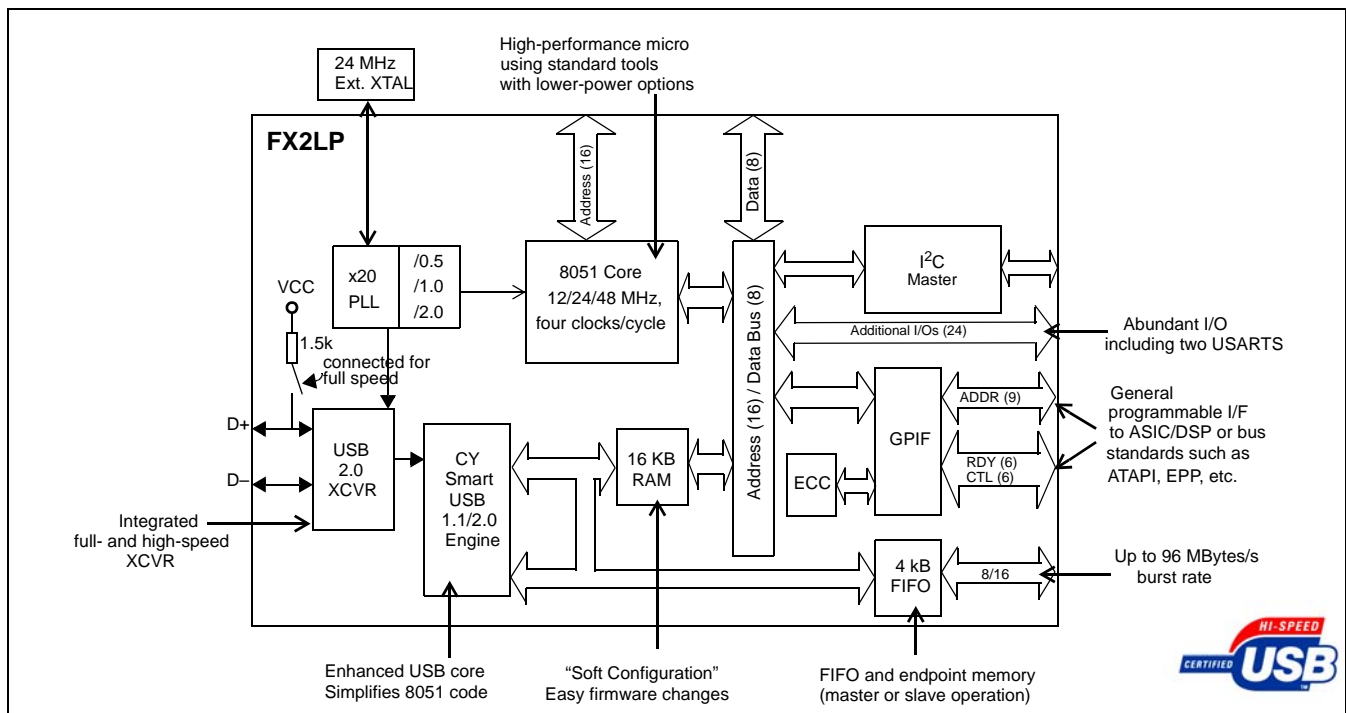 High-performance micro
using standard tools
with lower-power options
24 MHz
Ext. XTAL
FX2LP
Address (16)
Data (8)
x20
PLL
/0.5
/1.0
/2.0
8051 Core
12/24/48 MHz,
four clocks/cycle
I²C
Master
VCC
1.5k
connected for
full speed
Address (16) / Data Bus (8)
Additional I/Os (24)
Abundant I/O
including two USARTS
D+
D–
USB
2.0
XCVR
CY
Smart
USB
1.1/2.0
Engine
16 KB
RAM
ECC
GPIF
ADDR (9)
RDY (6)
CTL (6)
General
programmable I/F
to ASIC/DSP or bus
standards such as
ATAPI, EPP, etc.
Integrated
full- and high-speed
XCVR
4 kB
FIFO
8/16
Up to 96 MBytes/s
burst rate
Enhanced USB core
Simplifies 8051 code
“Soft Configuration”
Easy firmware changes
FIFO and endpoint memory
(master or slave operation)
HI-SPEED
CERTIFIED
USB
TM